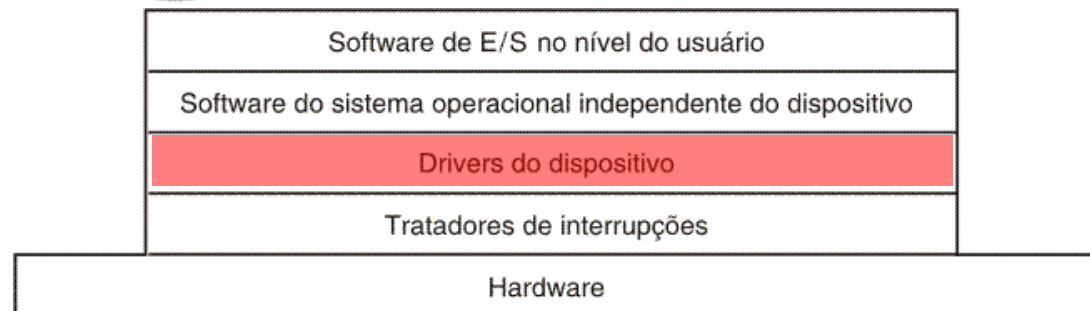 Software de E/S no nível do usuário
Software do sistema operacional independente do dispositivo
Drivers do dispositivo
Tratadores de interrupções
Hardware